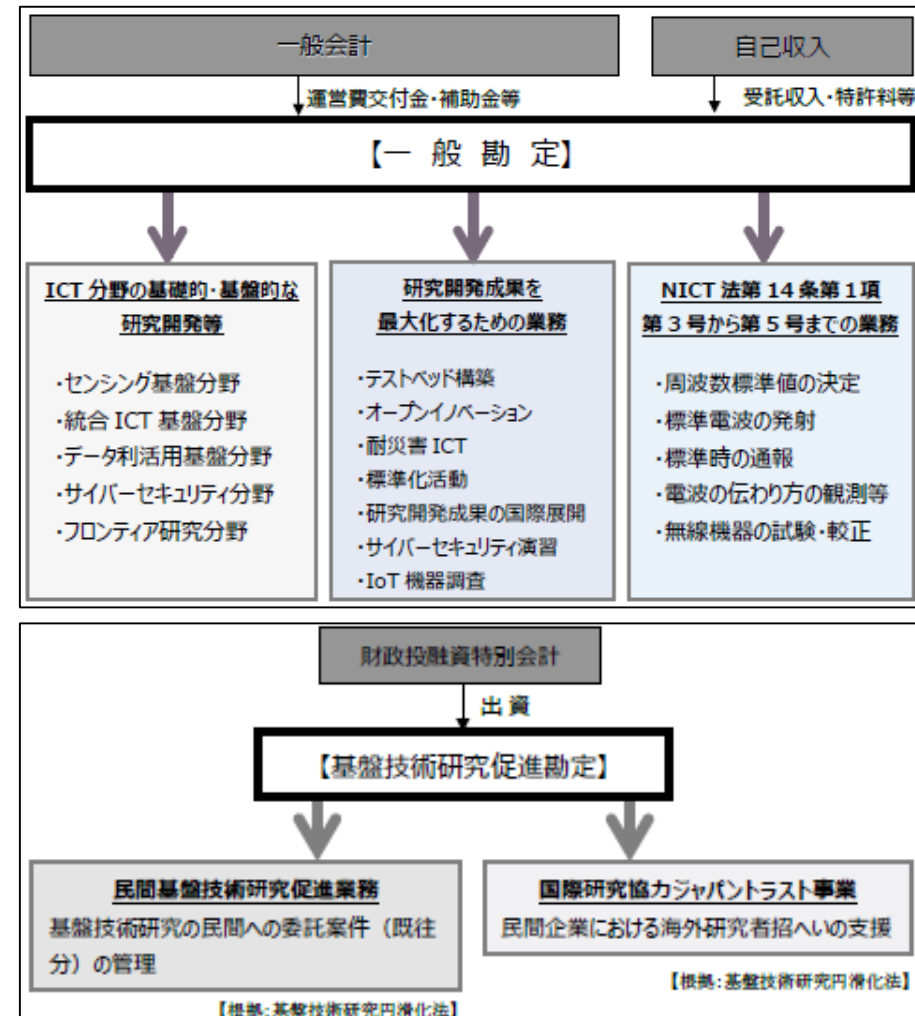 一般会計
自己収入
運営費交付金・補助金等
受託収入・特許料等
【一 般 勘 定】
ICT 分野の基礎的・基盤的な
研究開発等
・センシング基盤分野
・統合 ICT 基盤分野
・データ利活用基盤分野
・サイバーセキュリティ分野
・フロンティア研究分野
研究開発成果を
最大化するための業務
・テストベッド構築
・オープンイノベーション
・耐災害 ICT
・標準化活動
・研究開発成果の国際展開
・サイバーセキュリティ演習
・IoT 機器調査
NICT 法第 14 条第 1 項
第 3 号から第 5 号までの業務
・周波数標準値の決定
・標準電波の発射
・標準時の通報
・電波の伝わり方の観測等
・無線機器の試験・較正
財政投融資特別会計
出 資
【基盤技術研究促進勘定】
民間基盤技術研究促進業務
基盤技術研究の民間への委託案件（既往
分）の管理
【根拠:基盤技術研究円滑化法】
国際研究協力ジャパントラスト事業
民間企業における海外研究者招へいの支援
【根拠:基盤技術研究円滑化法】